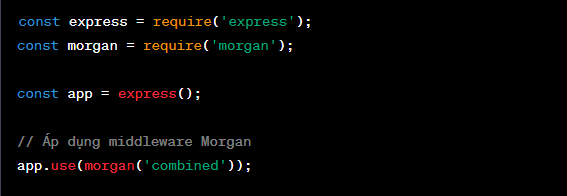 const express = require('express');
const morgan = require('morgan');
const app = express();
// Áp dụng middleware Morgan
app.use(morgan('combined'));